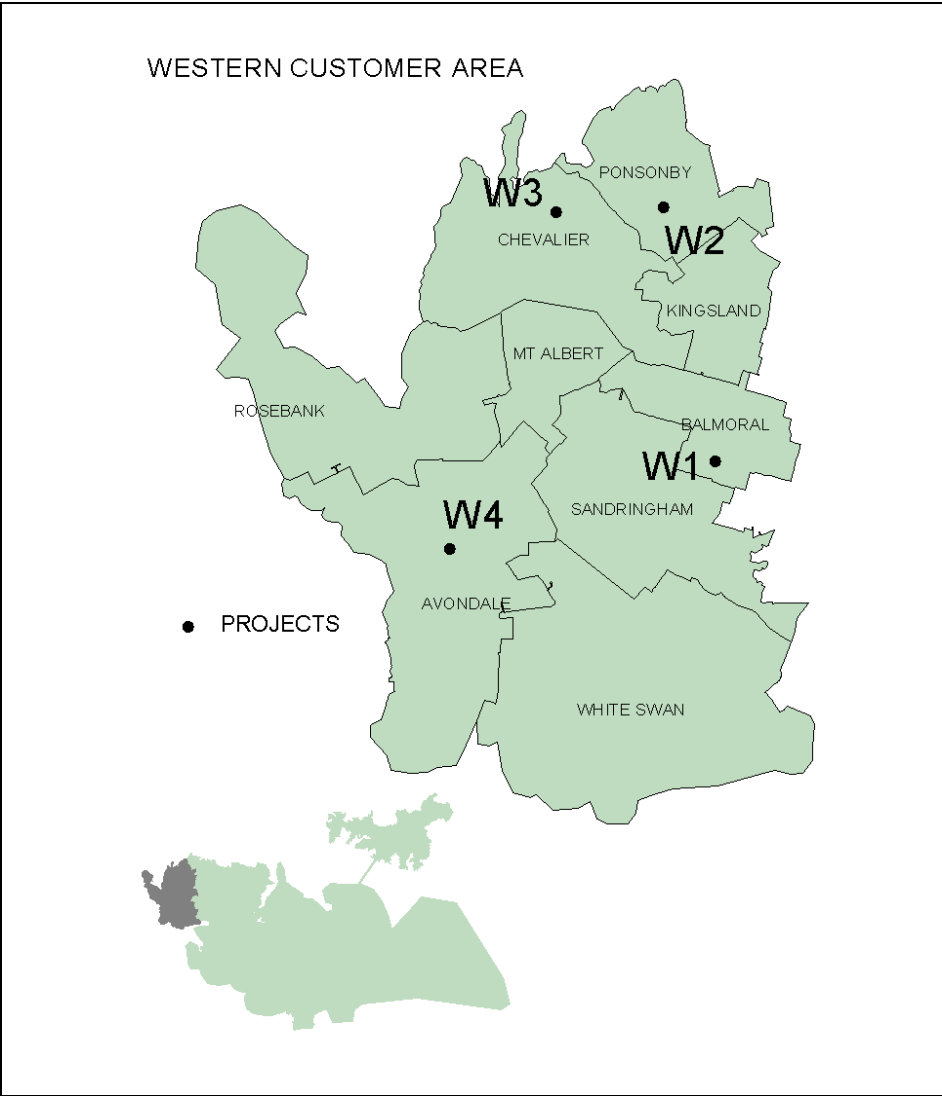 WESTERN CUSTOMER AREA
PONSONBY
W3
CHEVALIER
W2
KINGSLAND
MT ALBERT
ROSEBANK
BALMORAL
W1
SANDRINGHAM
W4
AVONDALE
PROJECTS
WHITE SWAN